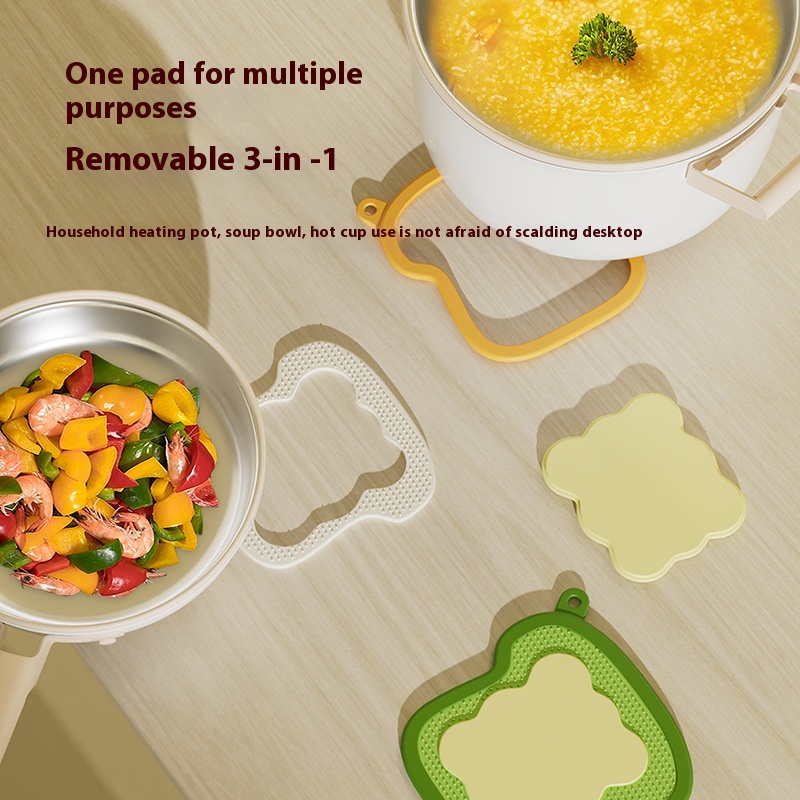 One pad for multiple
purposes
Removable 3-in -1
Household heating pot, soup bowl, hot cup use is not afraid of scalding desktop